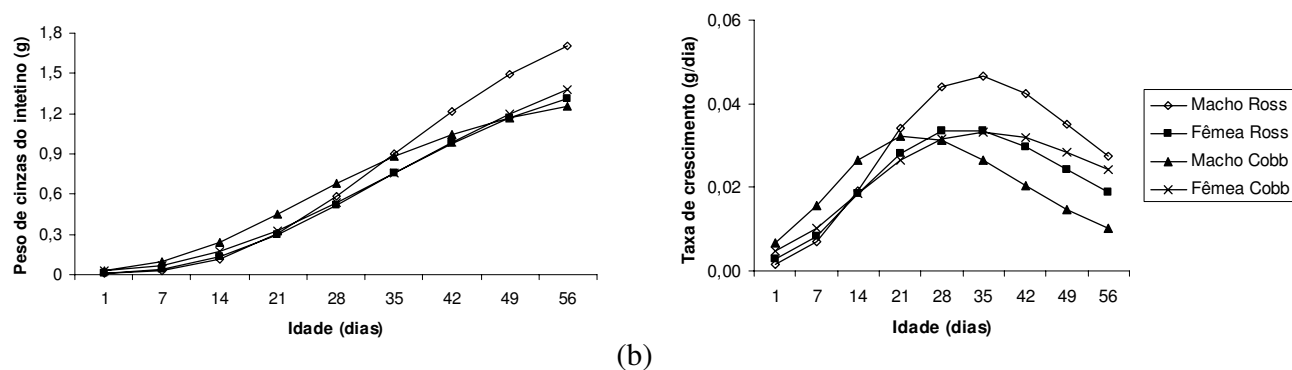 Peso de cinzas do intetino (g)
1,8
1,5
1,2
0,9
0,6
0,3
0
1 7 14 21 28 35 42 49 56
Idade (dias)
Taxa de crescimento (g/dia)
0,06
0,04
0,02
0,00
1 7 14 21 28 35 42 49 56
Idade (dias)
Macho Ross
Fêmea Ross
Macho Cobb
Fêmea Cobb
(b)